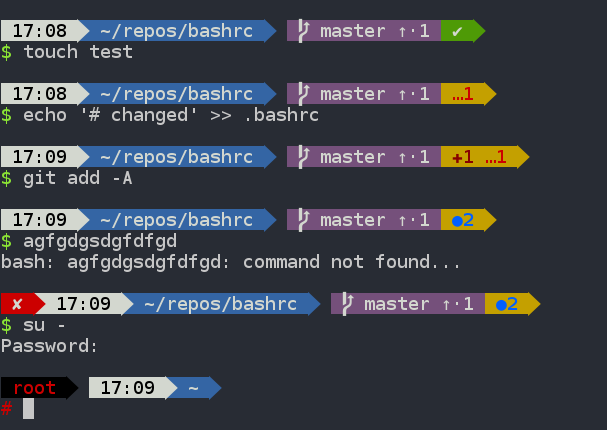 17:08 ~/repos/bashrc master ↑·1 ✔
$ touch test
17:08 ~/repos/bashrc master ↑·1 …1
$ echo '# changed' >> .bashrc
17:09 ~/repos/bashrc master ↑·1 ✚1 …1
$ git add -A
17:09 ~/repos/bashrc master ↑·1 ●2
$ agfgdgsdgfdfgd
bash: agfgdgsdgfdfgd: command not found...
✘ 17:09 ~/repos/bashrc master ↑·1 ●2
$ su -
Password:
root 17:09 ~
#